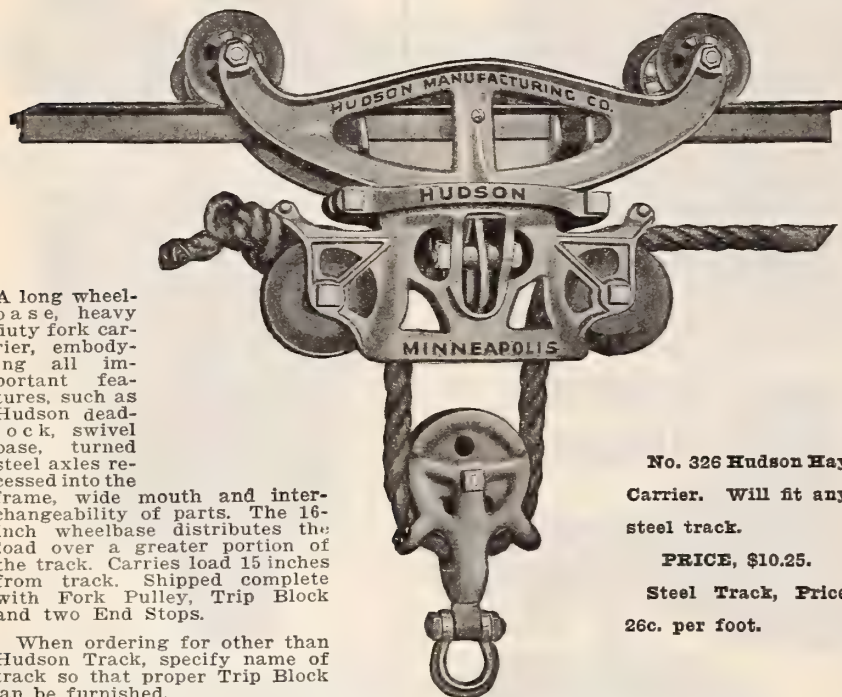 HUDSON MANUFACTURING CO.
HUDSON
MINNEAPOLIS
A long wheel-
base, heavy
duty fork car-
rier, embody-
ing all im-
portant fea-
tures, such as
Hudson dead-
lock, swivel
base, turned
steel axles re-
cessed into the
frame, wide mouth and inter-
changeability of parts. The 16-
inch wheelbase distributes the
load over a greater portion of
the track. Carries load 15 inches
from track. Shipped complete
with Fork Pulley, Trip Block
and two End Stops.
When ordering for other than
Hudson Track, specify name of
track so that proper Trip Block
can be furnished.
No. 326 Hudson Hay
Carrier. Will fit any
steel track.
PRICE, $10.25.
Steel Track, Price
26c. per foot.